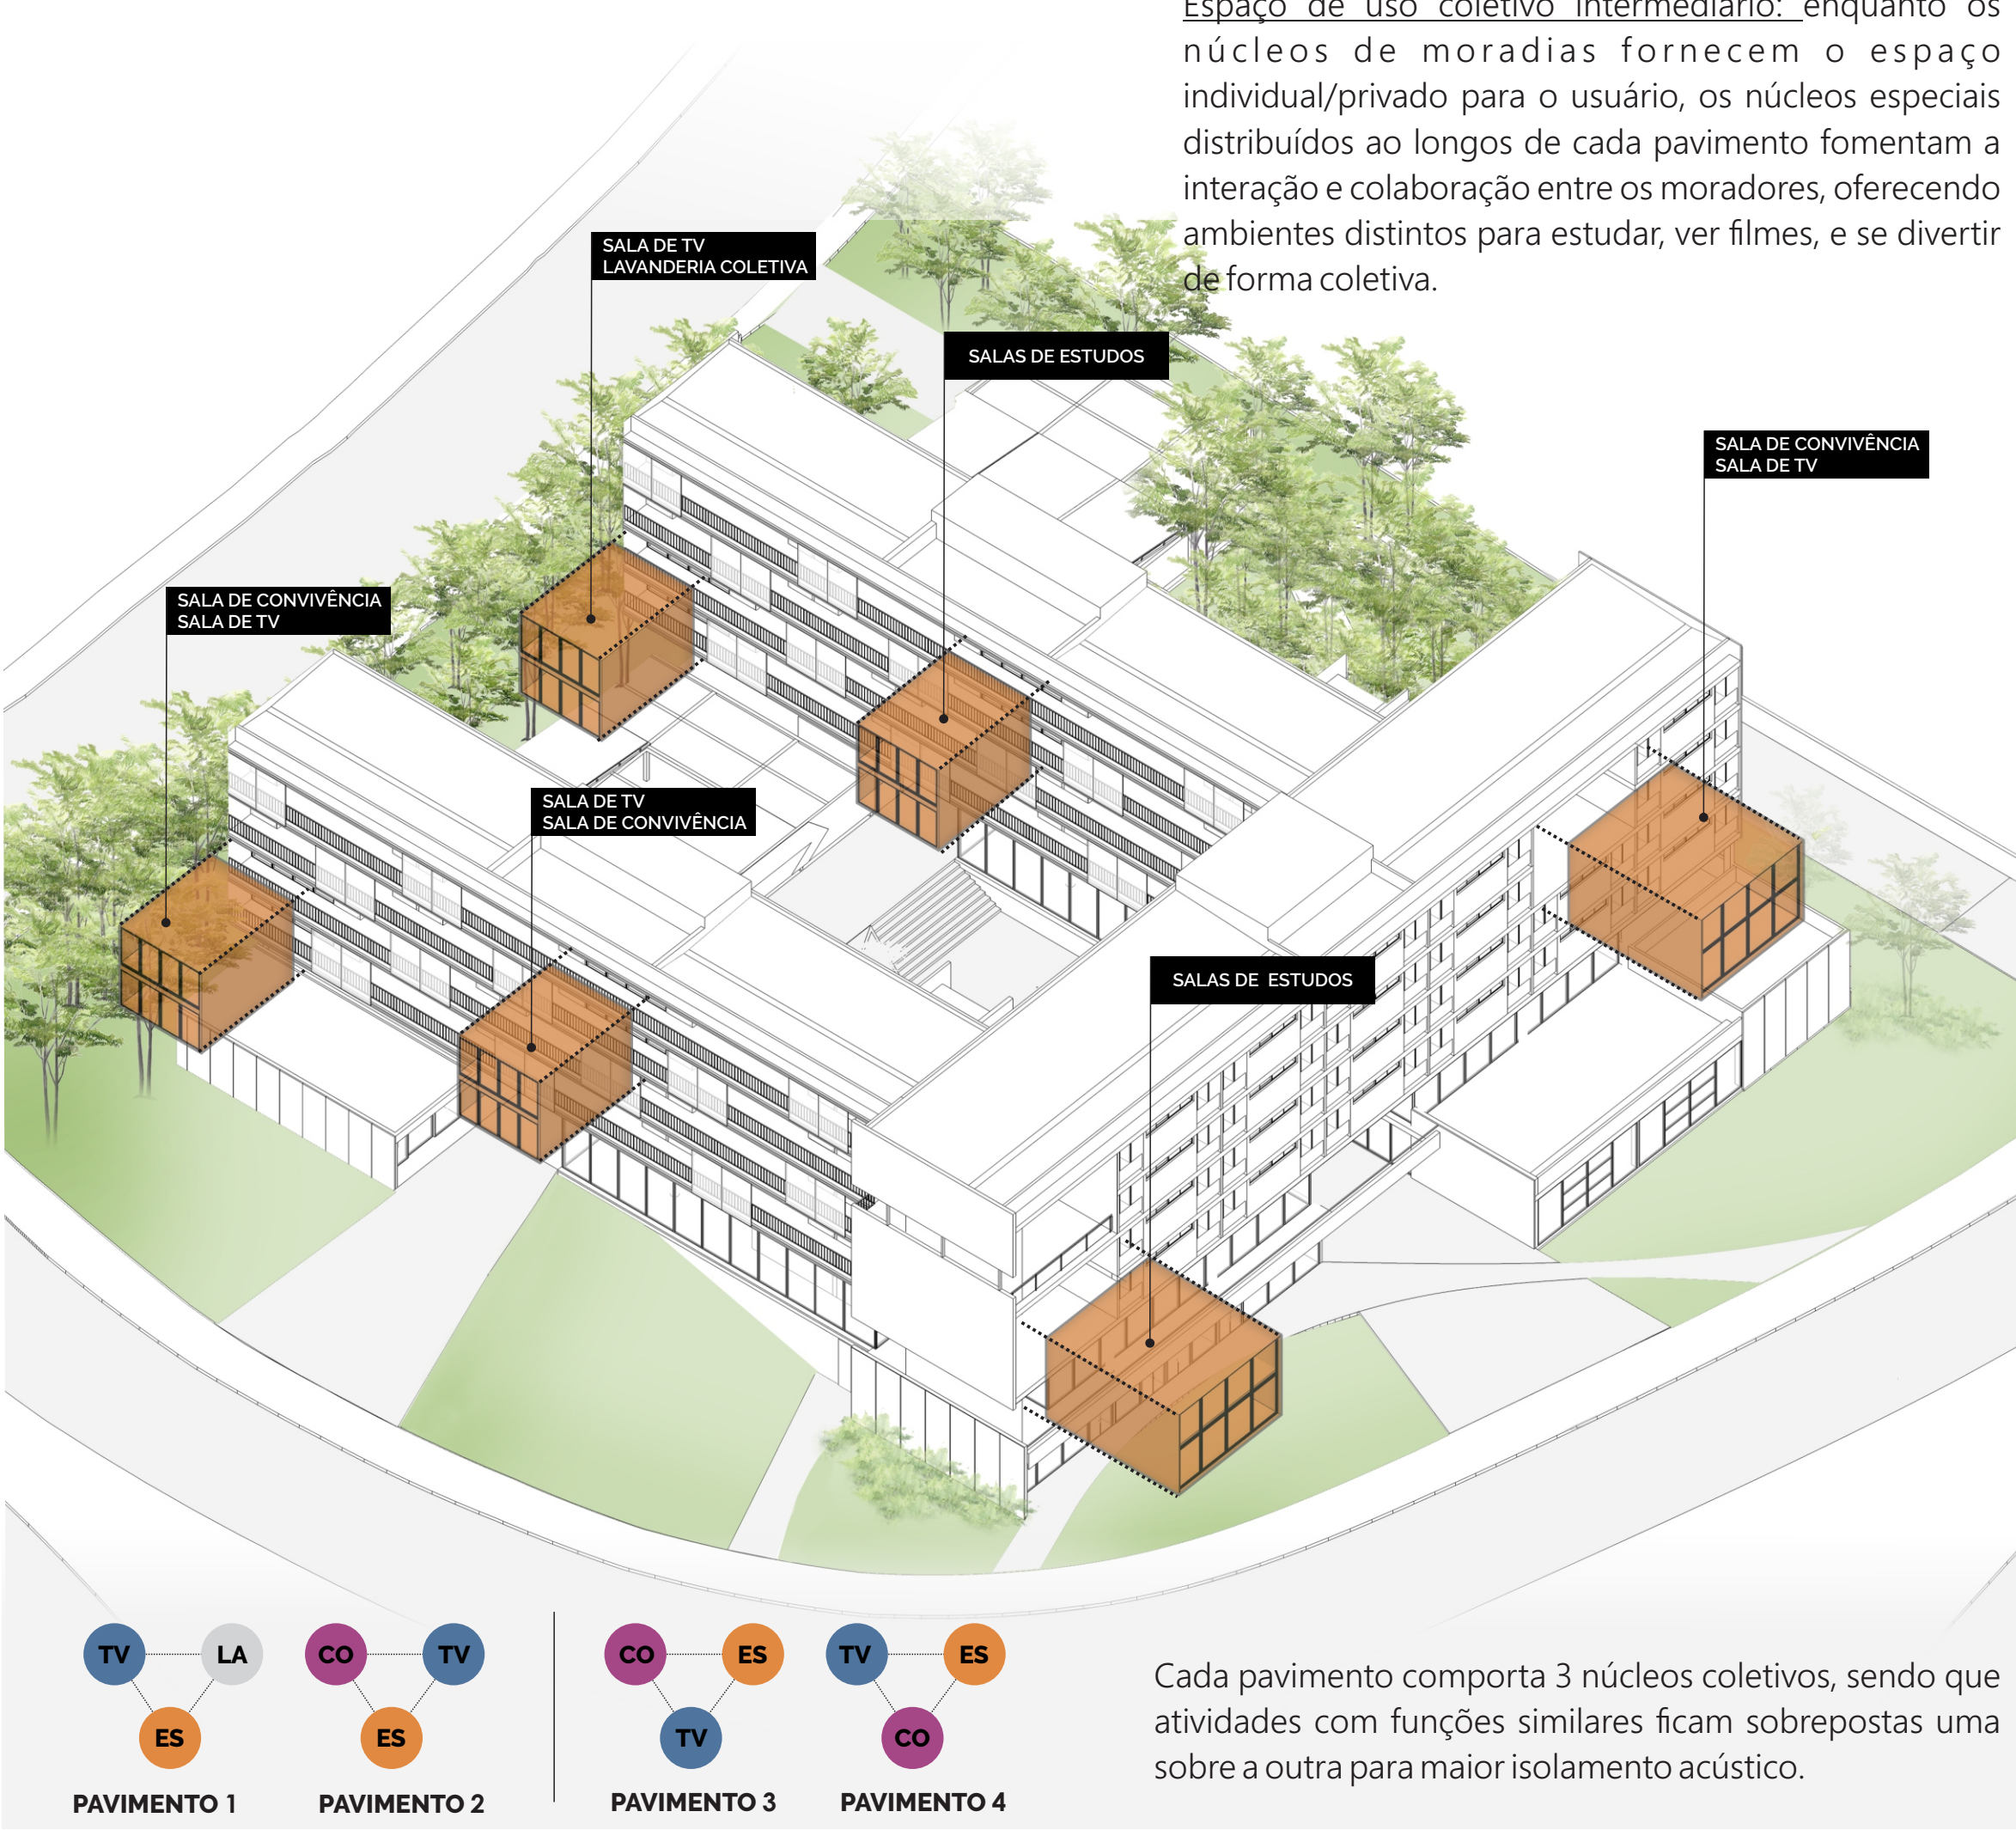 Espaço de uso coletivo intermediário: enquanto os
núcleos de moradias fornecem o espaço
individual/privado para o usuário, os núcleos especiais
distribuídos ao longos de cada pavimento fomentam a
interação e colaboração entre os moradores, oferecendo
ambientes distintos para estudar, ver filmes, e se divertir
de forma coletiva.
SALA DE TV
LAVANDERIA COLETIVA
SALAS DE ESTUDOS
SALA DE CONVIVÊNCIA
SALA DE TV
SALA DE CONVIVÊNCIA
SALA DE TV
SALA DE TV
SALA DE CONVIVÊNCIA
SALAS DE ESTUDOS
TV
LA
ES
PAVIMENTO 1
CO
TV
ES
PAVIMENTO 2
CO
ES
TV
PAVIMENTO 3
TV
ES
CO
PAVIMENTO 4
Cada pavimento comporta 3 núcleos coletivos, sendo que
atividades com funções similares ficam sobrepostas uma
sobre a outra para maior isolamento acústico.